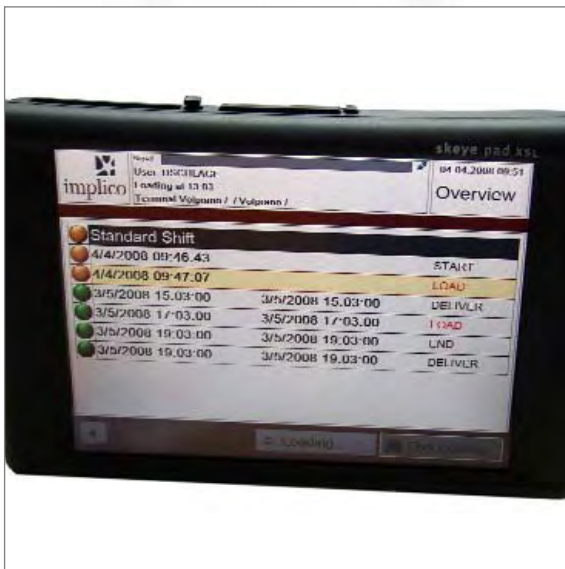 skeye pad XSL
implico
User
Loading at 13 03
Terminal
04 04.2008 09:51
Overview
Standard Shift
4/4/2008 09:46.43 START
4/4/2008 09:47.07 LOAD
3/5/2008 15.03:00 3/5/2008 15.03:00 DELIVER
3/5/2008 17:03.00 3/5/2008 17:03.00 LOAD
3/5/2008 19.03:00 3/5/2008 19.03:00
3/5/2008 19.03:00 3/5/2008 19.03:00 DELIVER
Loading...